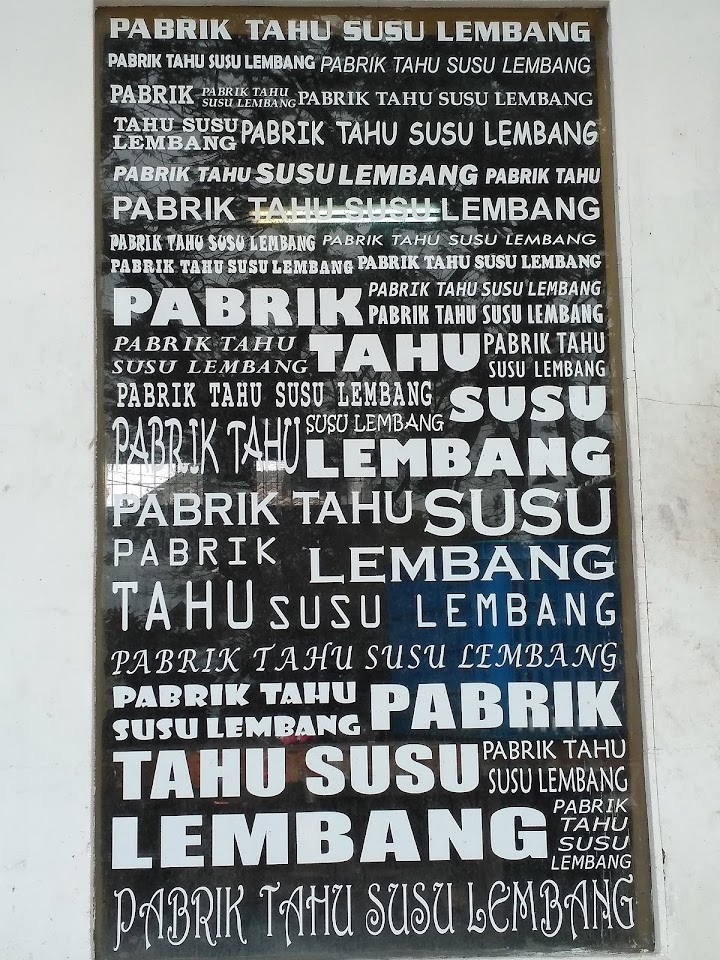 PABRIK TAHU SUSU LEMBANG
PABRIK TAHU SUSU LEMBANG PABRIK TAHU SUSU LEMBANG
PABRIK PABRIK TAHU SUSU LEMBANG PABRIK TAHU SUSU LEMBANG
TAHU SUSU LEMBANG PABRIK TAHU SUSU LEMBANG
PABRIK TAHU SUSU LEMBANG PABRIK TAHU
PABRIK TAHU SUSU LEMBANG
PABRIK TAHU SUSU LEMBANG PABRIK TAHU SUSU LEMBANG
PABRIK TAHU SUSU LEMBANG PABRIK TAHU SUSU LEMBANG
PABRIK
PABRIK TAHU SUSU LEMBANG
PABRIK TAHU SUSU LEMBANG
PABRIK TAHU
SUSU LEMBANG
TAHU
PABRIK TAHU
SUSU LEMBANG
PABRIK TAHU SUSU LEMBANG
SUSU
PABRIK TAHU
SUSU LEMBANG
LEMBANG
PABRIK TAHU SUSU
PABRIK LEMBANG
TAHU SUSU LEMBANG
PABRIK TAHU SUSU LEMBANG
PABRIK TAHU
SUSU LEMBANG
PABRIK
TAHU SUSU
PABRIK TAHU
SUSU LEMBANG
LEMBANG
PABRIK
TAHU
SUSU
LEMBANG
PABRIK TAHU SUSU LEMBANG